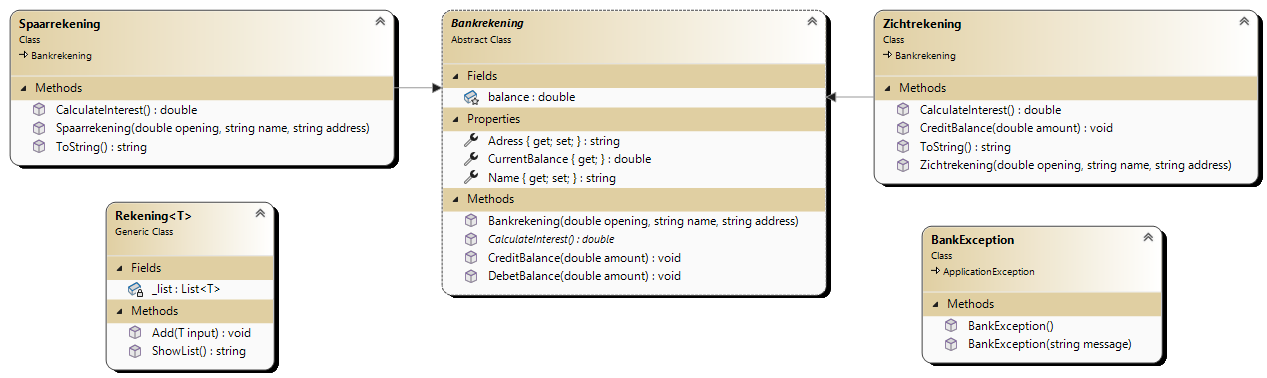 Spaarrekening
Class
Bankrekening
Methods
CalculateInterest() : double
Spaarrekening(double opening, string name, string address)
ToString() : string
Bankrekening
Abstract Class
Fields
balance : double
Properties
Adress { get; set; } : string
CurrentBalance { get; } : double
Name { get; set; } : string
Methods
Bankrekening(double opening, string name, string address)
CalculateInterest() : double
CreditBalance(double amount) : void
DebetBalance(double amount) : void
Zichtrekening
Class
Bankrekening
Methods
CalculateInterest() : double
CreditBalance(double amount) : void
ToString() : string
Zichtrekening(double opening, string name, string address)
Rekening<T>
Generic Class
Fields
_list : List<T>
Methods
Add(T input) : void
ShowList() : string
BankException
Class
ApplicationException
Methods
BankException()
BankException(string message)